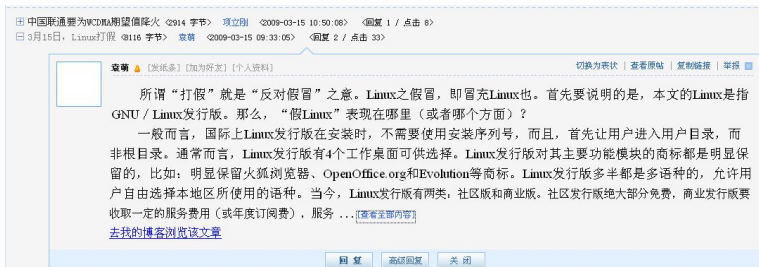 中国联通要为WCDMA期望值降火 <2914 字节> 项立刚 <2009-03-15 10:50:08> <回复 1 / 点击 8>
3月15日，Linux打假 <8116 字节> 袁萌 <2009-03-15 09:33:05> <回复 2 / 点击 33>
袁萌 [发纸条] [加为好友] [个人资料] 切换为表状 | 查看原帖 | 复制链接 | 举报
所谓“打假”就是“反对假冒”之意。Linux之假冒，即冒充Linux也。首先要说明的是，本文的Linux是指
GNU / Linux发行版。那么，“假Linux”表现在哪里（或者哪个方面）？
一般而言，国际上Linux发行版在安装时，不需要使用安装序列号，而且，首先让用户进入用户目录，而
非根目录。通常而言，Linux发行版有4个工作桌面可供选择。Linux发行版对其主要功能模块的商标都是明显保
留的，比如：明显保留火狐浏览器、OpenOffice.org和Evolution等商标。Linux发行版多半都是多语种的，允许用
户自由选择本地区所使用的语种。当今，Linux发行版有两类：社区版和商业版。社区发行版绝大部分免费，商业发行版要
收取一定的服务费用（或年度订阅费），服务 ...[查看全部内容]
去我的博客浏览该文章
回 复 高级回复 关 闭